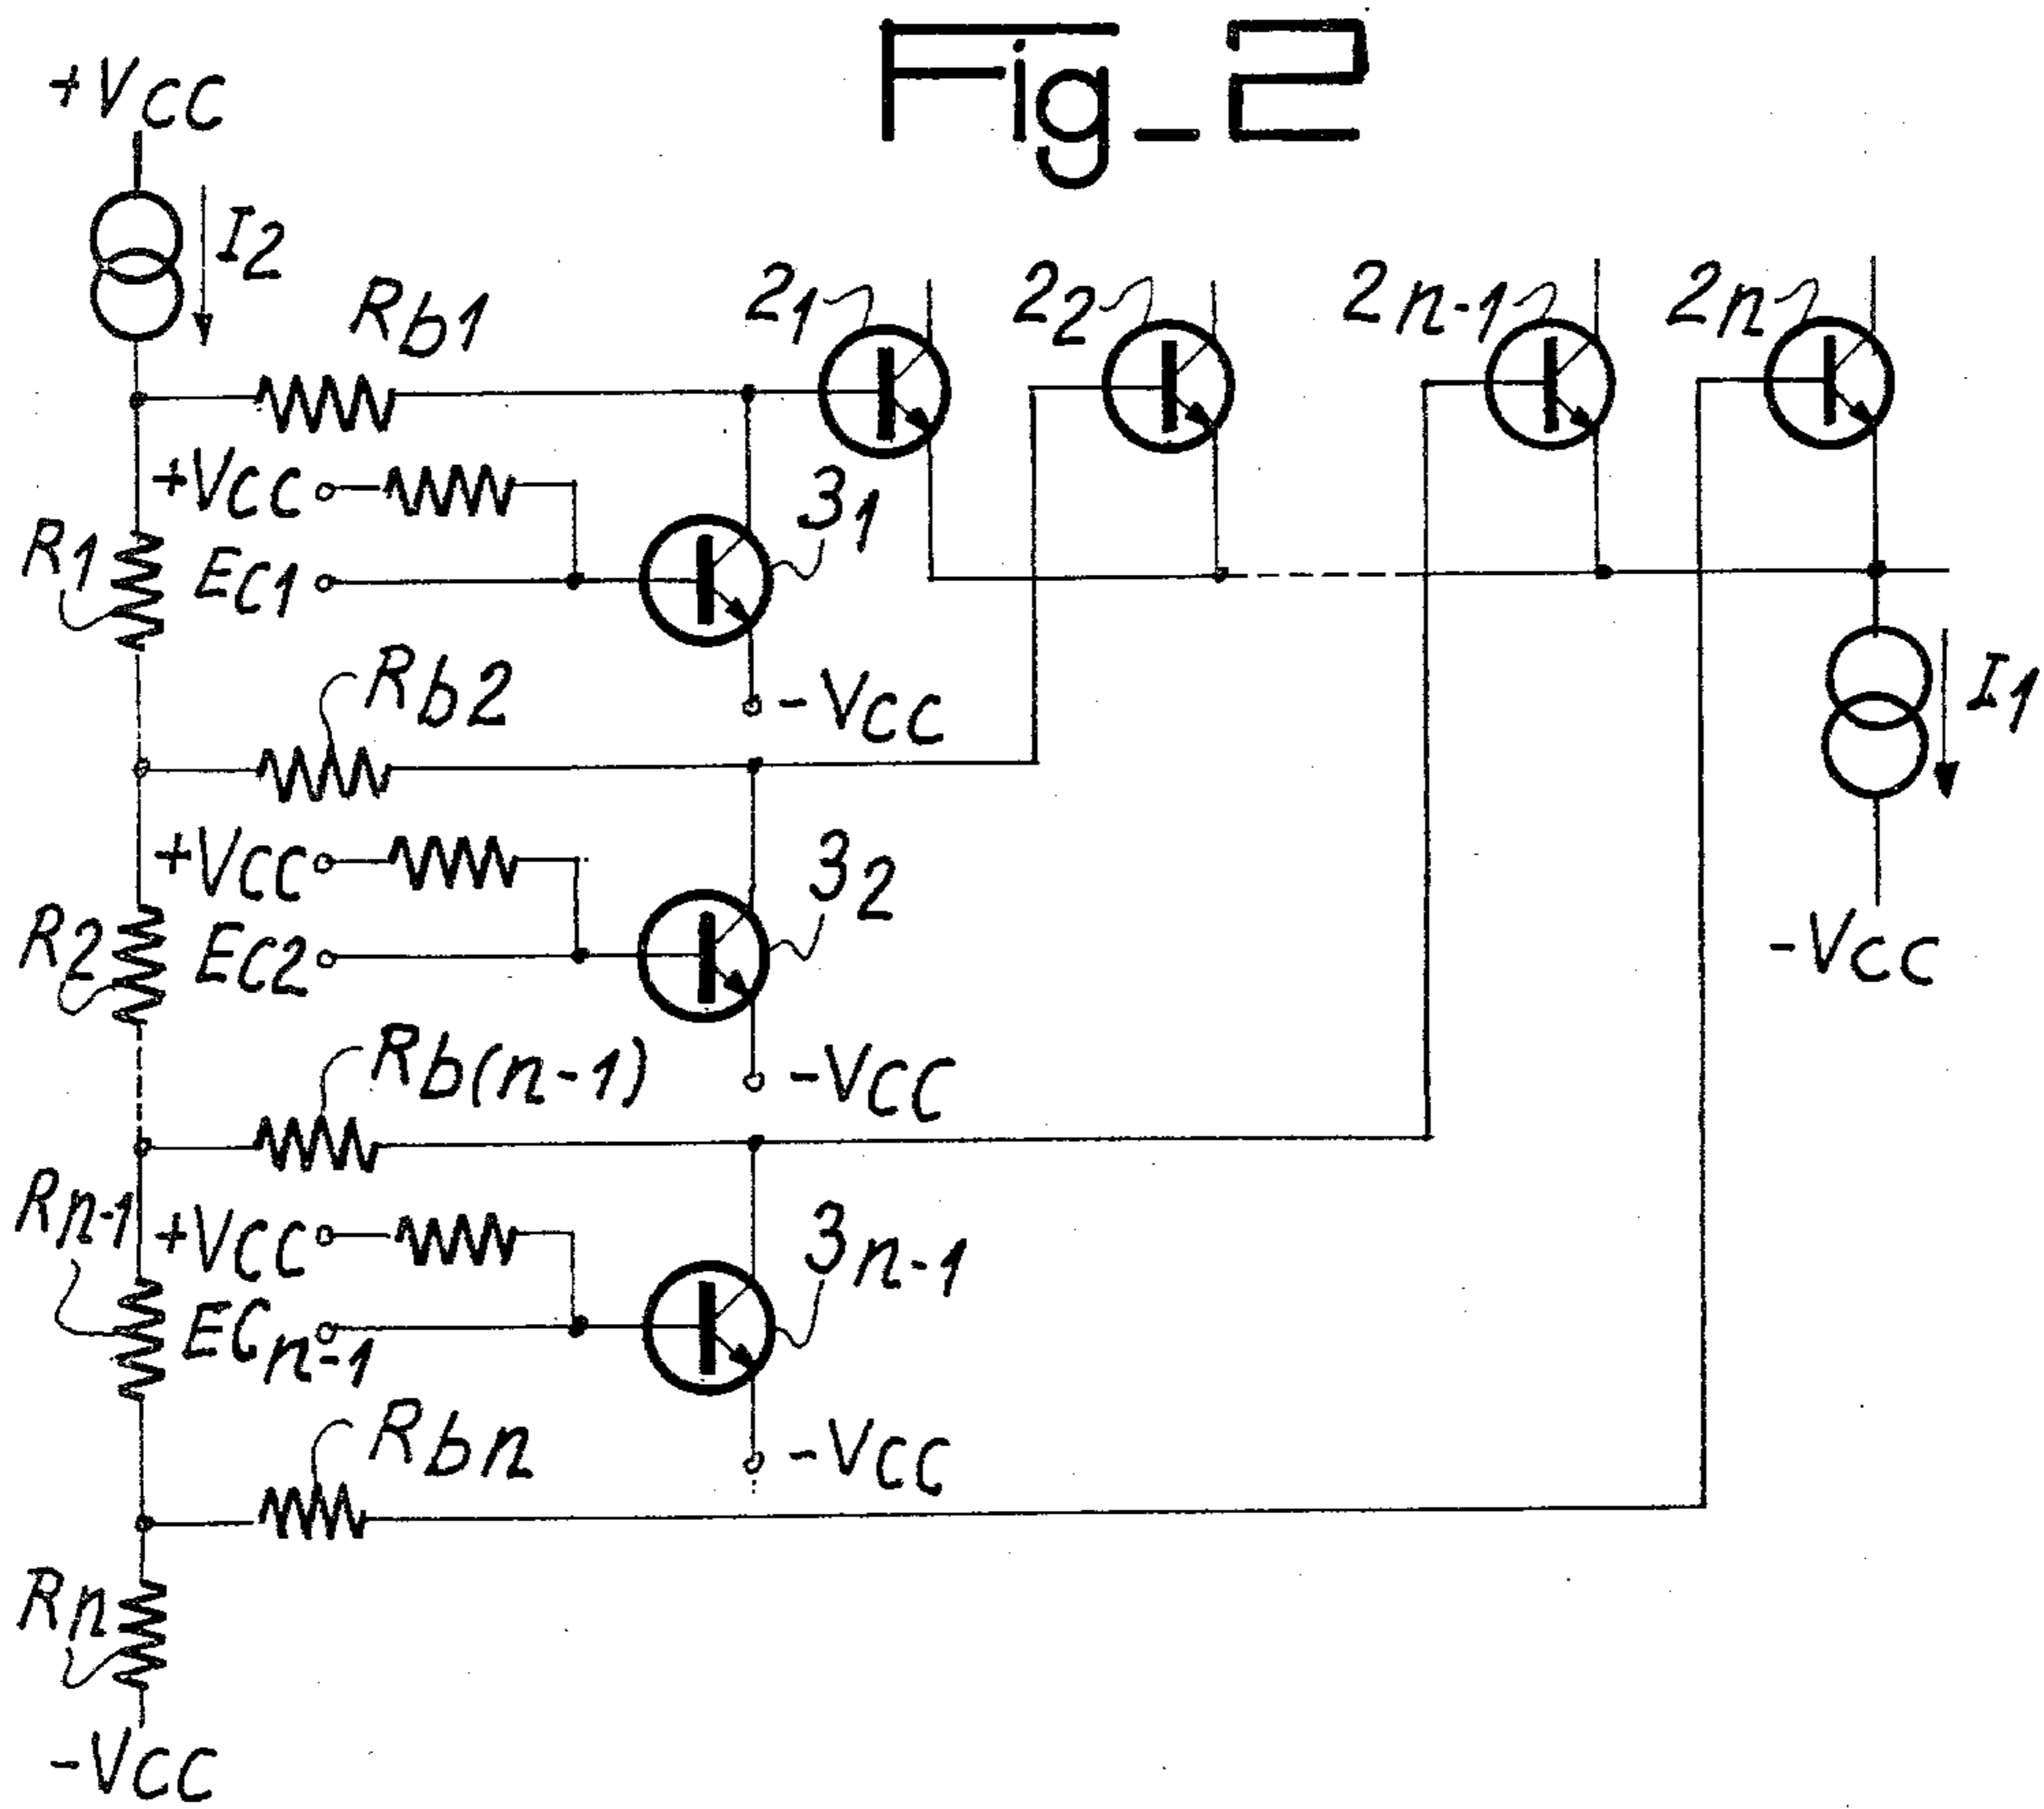 Fig_2
+VCC
I2
Rb1
21
22
2n-1
2n
+VCC
31
R1
EC1
Rb2
-VCC
I1
+VCC
32
R2
EC2
-VCC
Rb(n-1)
-VCC
Rn-1
+VCC
3n-1
ECn-1
Rbn
-VCC
Rn
-VCC